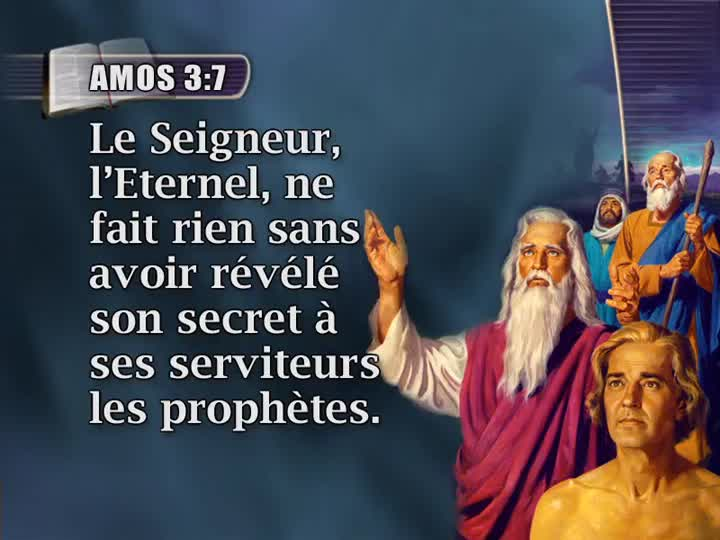 AMOS 3:7
Le Seigneur,
l'Eternel, ne
fait rien sans
avoir révélé
son secret à
ses serviteurs
les prophètes.